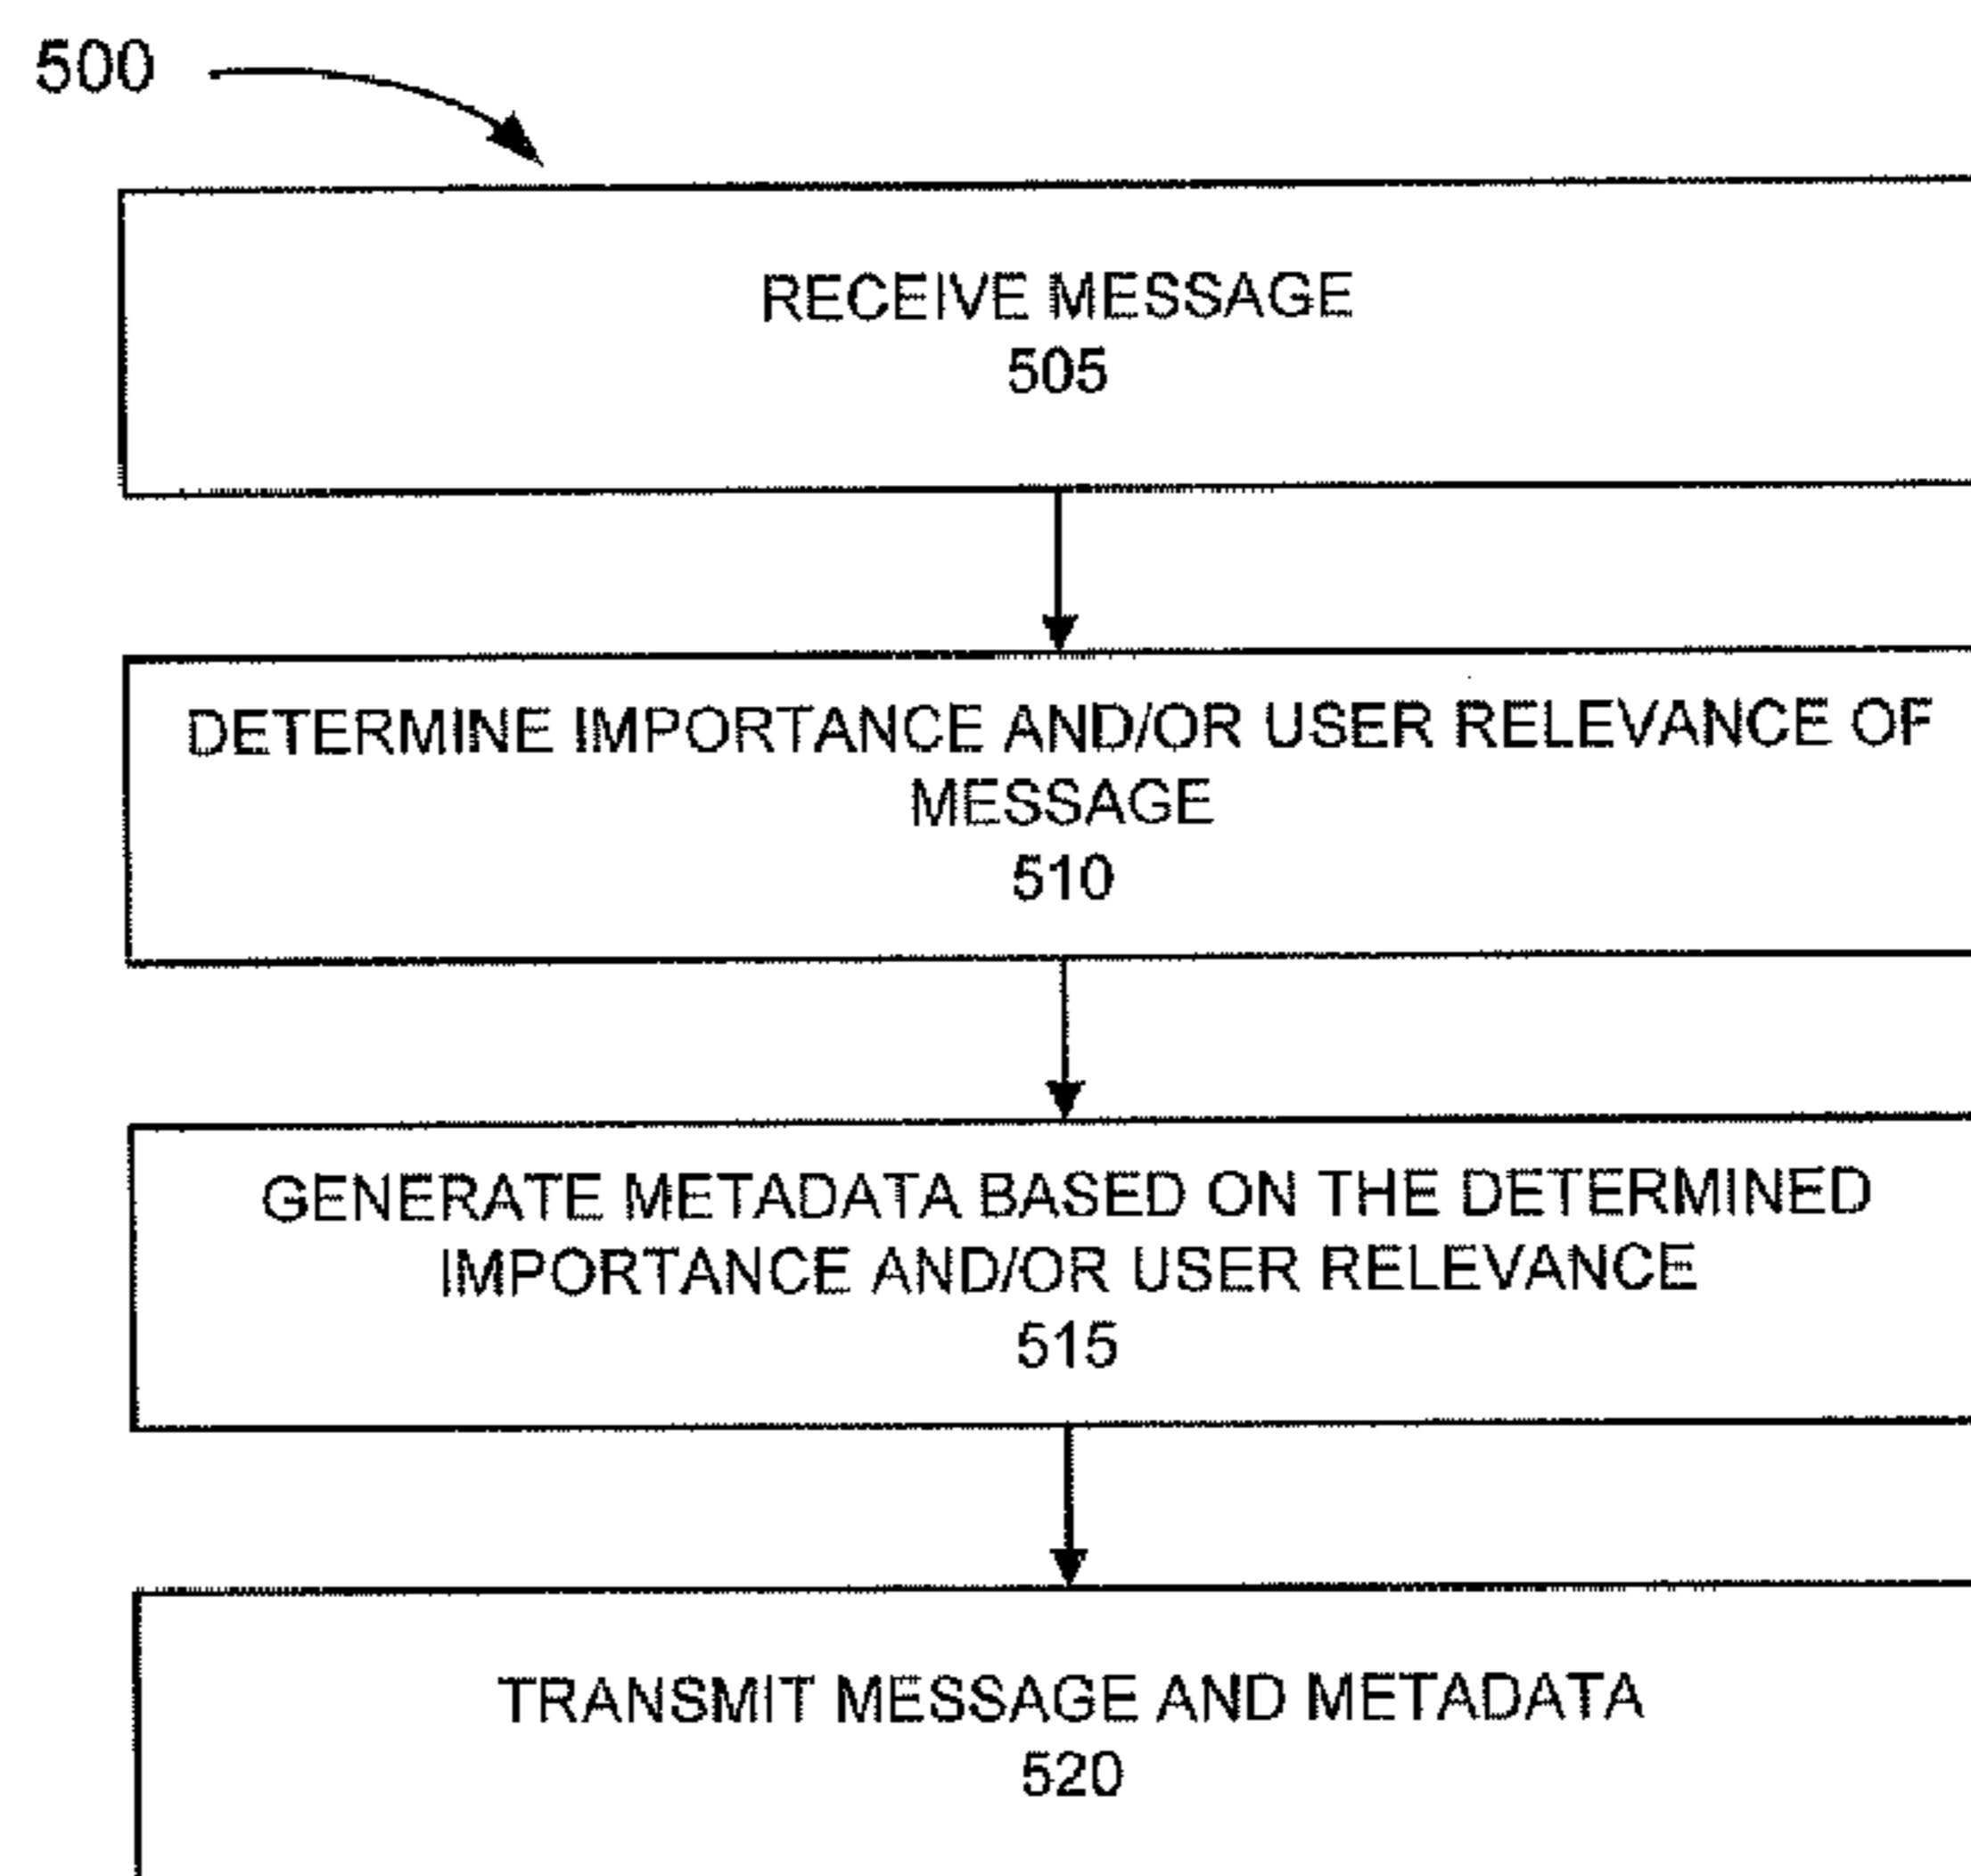 500
RECEIVE MESSAGE
505
DETERMINE IMPORTANCE AND/OR USER RELEVANCE OF
MESSAGE
510
GENERATE METADATA BASED ON THE DETERMINED
IMPORTANCE AND/OR USER RELEVANCE
515
TRANSMIT MESSAGE AND METADATA
520